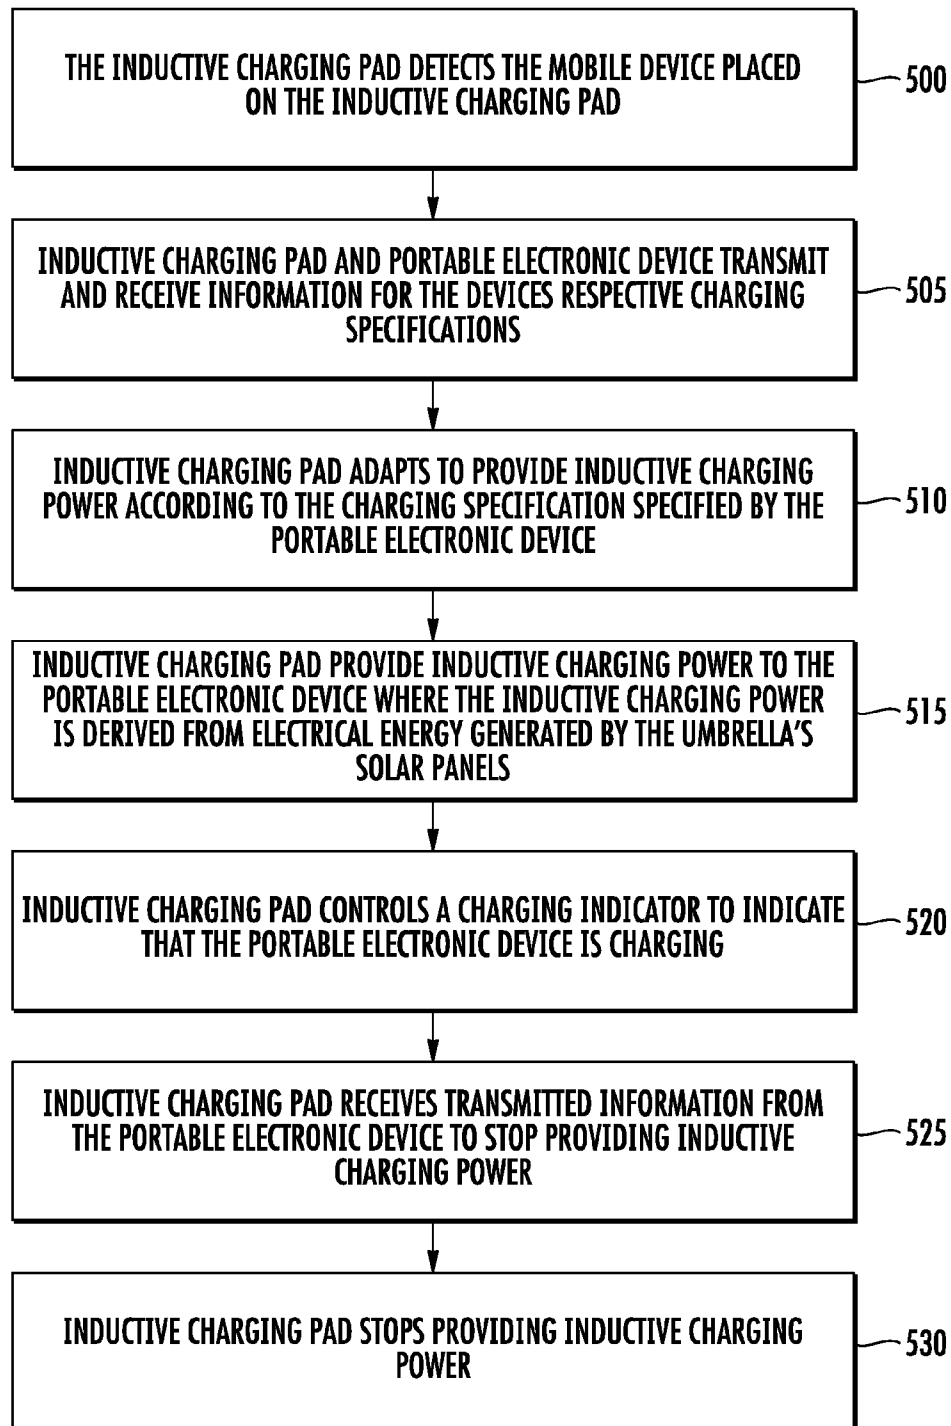 THE INDUCTIVE CHARGING PAD DETECTS THE MOBILE DEVICE PLACED
ON THE INDUCTIVE CHARGING PAD
500
INDUCTIVE CHARGING PAD AND PORTABLE ELECTRONIC DEVICE TRANSMIT
AND RECEIVE INFORMATION FOR THE DEVICES RESPECTIVE CHARGING
SPECIFICATIONS
505
INDUCTIVE CHARGING PAD ADAPTS TO PROVIDE INDUCTIVE CHARGING
POWER ACCORDING TO THE CHARGING SPECIFICATION SPECIFIED BY THE
PORTABLE ELECTRONIC DEVICE
510
INDUCTIVE CHARGING PAD PROVIDE INDUCTIVE CHARGING POWER TO THE
PORTABLE ELECTRONIC DEVICE WHERE THE INDUCTIVE CHARGING POWER
IS DERIVED FROM ELECTRICAL ENERGY GENERATED BY THE UMBRELLA'S
SOLAR PANELS
515
INDUCTIVE CHARGING PAD CONTROLS A CHARGING INDICATOR TO INDICATE
THAT THE PORTABLE ELECTRONIC DEVICE IS CHARGING
520
INDUCTIVE CHARGING PAD RECEIVES TRANSMITTED INFORMATION FROM
THE PORTABLE ELECTRONIC DEVICE TO STOP PROVIDING INDUCTIVE
CHARGING POWER
525
INDUCTIVE CHARGING PAD STOPS PROVIDING INDUCTIVE CHARGING
POWER
530